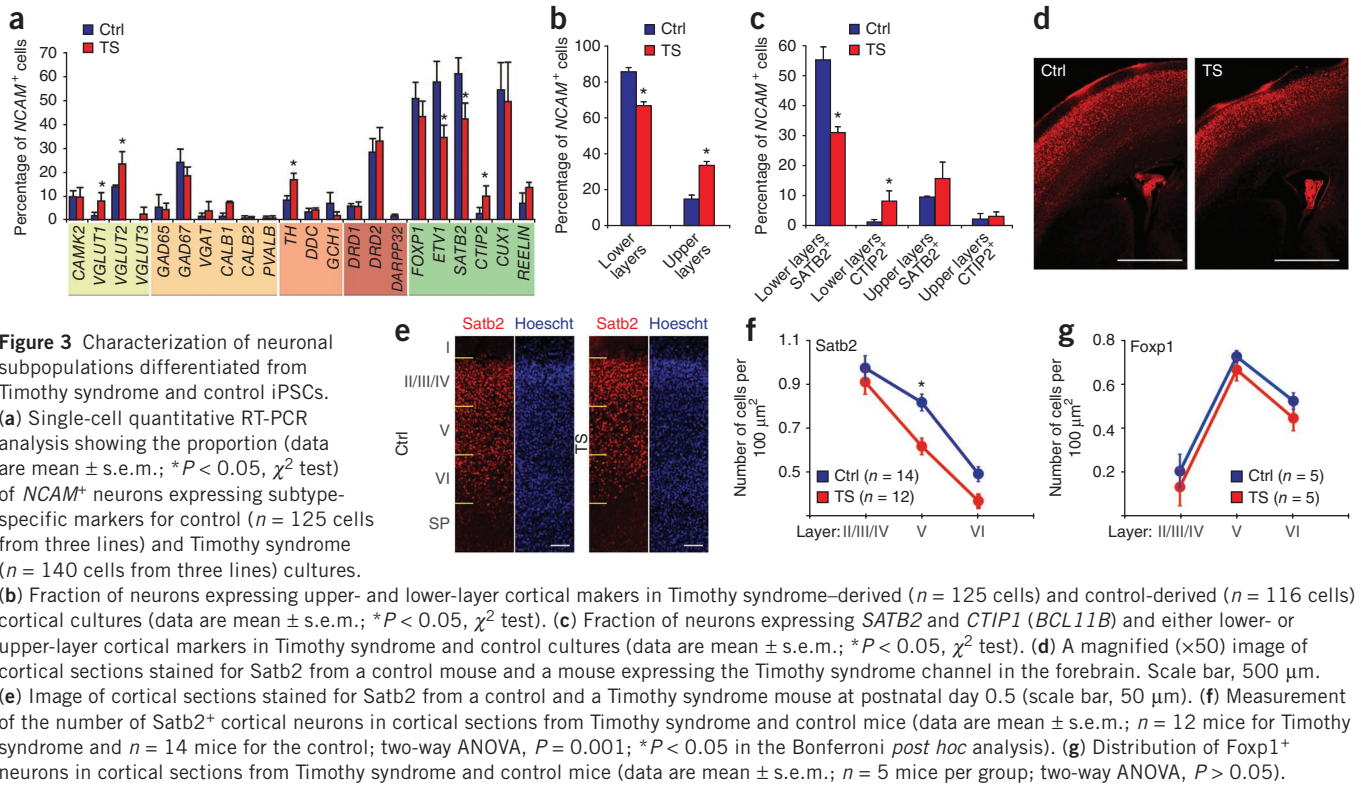 a
Ctrl
TS
Percentage of NCAM+ cells
70
60
50
40
30
20
10
0
* * * * * *
CAMK2 VGLUT1 VGLUT2 VGLUT3 GAD65 GAD67 VGAT CALB1 CALB2 PVALB TH DDC GCH1 DRD1 DRD2 DARPP32 FOXP1 ETV1 SATB2 CTIP2 CUX1 REELIN
b
Ctrl
TS
Percentage of NCAM+ cells
100
80
60
40
20
0
* *
Lower layers
Upper layers
c
Ctrl
TS
Percentage of NCAM+ cells
60
50
40
30
20
10
0
* *
Lower layers SATB2+
Lower layers CTIP2+
Upper layers SATB2+
Upper layers CTIP2+
d
Ctrl
TS
e
Satb2 Hoescht Satb2 Hoescht
I
II/III/IV
V
VI
SP
Ctrl
TS
f
Satb2
Number of cells per
100 μm²
1.1
0.9
0.7
0.5
*
Ctrl (n = 14)
TS (n = 12)
Layer: II/III/IV V VI
g
Foxp1
Number of cells per
100 μm²
0.8
0.6
0.4
0.2
Ctrl (n = 5)
TS (n = 5)
Layer: II/III/IV V VI
Figure 3 Characterization of neuronal
subpopulations differentiated from
Timothy syndrome and control iPSCs.
(a) Single-cell quantitative RT-PCR
analysis showing the proportion (data
are mean ± s.e.m.; *P < 0.05, χ² test)
of NCAM+ neurons expressing subtype-
specific markers for control (n = 125 cells
from three lines) and Timothy syndrome
(n = 140 cells from three lines) cultures.
(b) Fraction of neurons expressing upper- and lower-layer cortical makers in Timothy syndrome–derived (n = 125 cells) and control-derived (n = 116 cells)
cortical cultures (data are mean ± s.e.m.; *P < 0.05, χ² test). (c) Fraction of neurons expressing SATB2 and CTIP1 (BCL11B) and either lower- or
upper-layer cortical markers in Timothy syndrome and control cultures (data are mean ± s.e.m.; *P < 0.05, χ² test). (d) A magnified (×50) image of
cortical sections stained for Satb2 from a control mouse and a mouse expressing the Timothy syndrome channel in the forebrain. Scale bar, 500 μm.
(e) Image of cortical sections stained for Satb2 from a control and a Timothy syndrome mouse at postnatal day 0.5 (scale bar, 50 μm). (f) Measurement
of the number of Satb2+ cortical neurons in cortical sections from Timothy syndrome and control mice (data are mean ± s.e.m.; n = 12 mice for Timothy
syndrome and n = 14 mice for the control; two-way ANOVA, P = 0.001; *P < 0.05 in the Bonferroni post hoc analysis). (g) Distribution of Foxp1+
neurons in cortical sections from Timothy syndrome and control mice (data are mean ± s.e.m.; n = 5 mice per group; two-way ANOVA, P > 0.05).